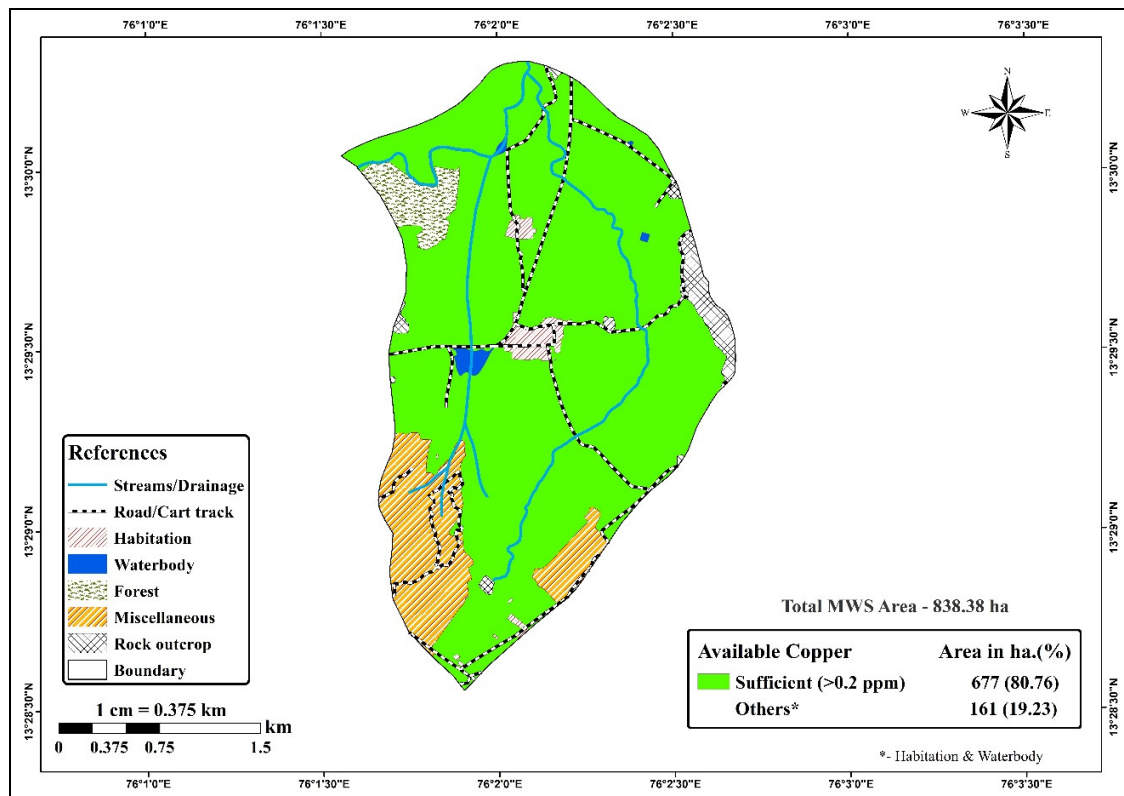 76°1'0"E 76°1'30"E 76°2'0"E 76°2'30"E 76°3'0"E 76°3'30"E
N
W E
S
13°30'0"N 13°30'0"N
13°29'30"N 13°29'30"N
13°29'0"N 13°29'0"N
13°28'30"N 13°28'30"N
References
Streams/Drainage
Road/Cart track
Habitation
Waterbody
Forest
Miscellaneous
Rock outcrop
Boundary
1 cm = 0.375 km
km
0 0.375 0.75 1.5
Total MWS Area - 838.38 ha
Available Copper Area in ha.(%)
Sufficient (>0.2 ppm) 677 (80.76)
Others* 161 (19.23)
*- Habitation & Waterbody
76°1'0"E 76°1'30"E 76°2'0"E 76°2'30"E 76°3'0"E 76°3'30"E